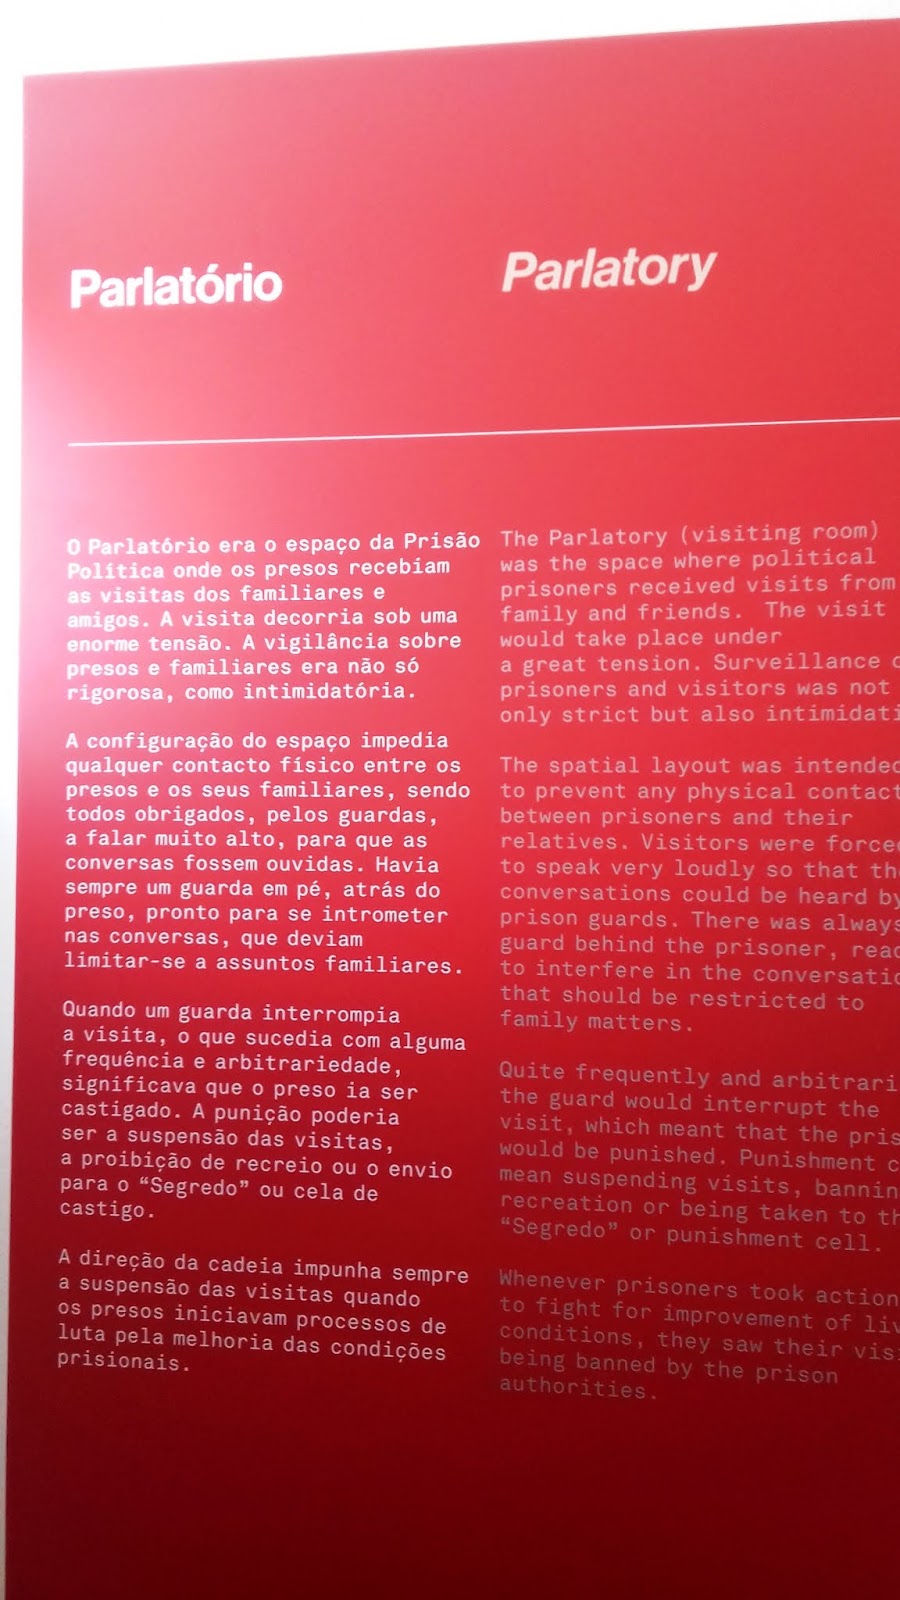 Parlatório
O Parlatório era o espaço da Prisão
Política onde os presos recebiam
as visitas dos familiares e
amigos. A visita decorria sob uma
enorme tensão. A vigilância sobre
presos e familiares era não só
rigorosa, como intimidatória.
A configuração do espaço impedia
qualquer contacto físico entre os
presos e os seus familiares, sendo
todos obrigados, pelos guardas,
a falar muito alto, para que as
conversas fossem ouvidas. Havia
sempre um guarda em pé, atrás do
preso, pronto para se intrometer
nas conversas, que deviam
limitar-se a assuntos familiares.
Quando um guarda interrompia
a visita, o que sucedia com alguma
frequência e arbitrariedade,
significava que o preso ia ser
castigado. A punição poderia
ser a suspensão das visitas,
a proibição de recreio ou o envio
para o “Segredo” ou cela de
castigo.
A direção da cadeia impunha sempre
a suspensão das visitas quando
os presos iniciavam processos de
luta pela melhoria das condições
prisionais.
Parlatory
The Parlatory (visiting room)
was the space where political
prisoners received visits from
family and friends. The visit
would take place under
a great tension. Surveillance
prisoners and visitors was not
only strict but also
The spatial layout was intended
to prevent any physical contact
between prisoners and their
relatives. Visitors were
to speak very loudly so that
conversations could be heard by
prison guards. There was always
guard behind the prisoner,
to interfere in the
that should be restricted to
family matters.
Quite frequently and
the guard would interrupt the
visit, which meant that the
would be punished. Punishment
mean suspending visits,
recreation or being taken to
“Segredo” or punishment cell.
Whenever prisoners took action
to fight for improvement of
conditions, they saw their
being banned by the prison
authorities.